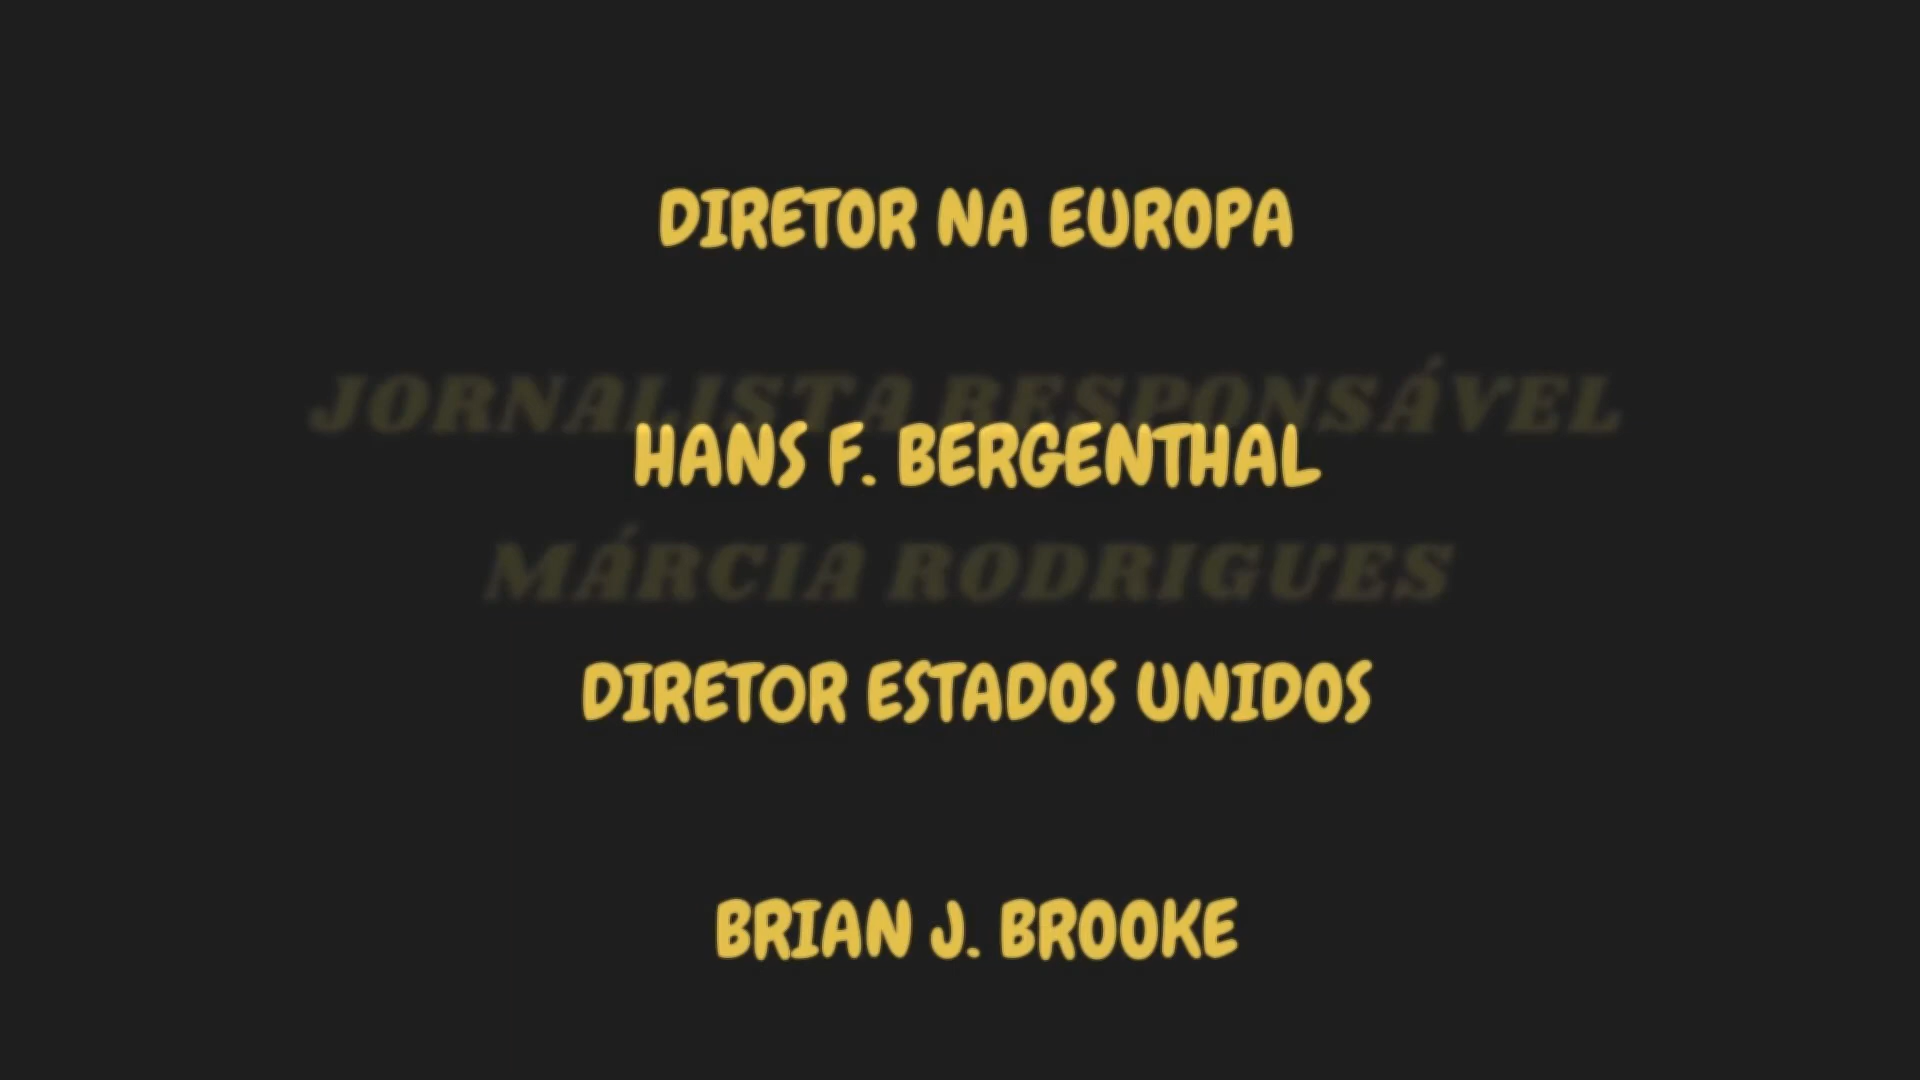 DIRETOR NA EUROPA
JORNALISTA RESPONSÁVEL
HANS F. BERGENTHAL
MÁRCIA RODRIGUES
DIRETOR ESTADOS UNIDOS
BRIAN J. BROOKE